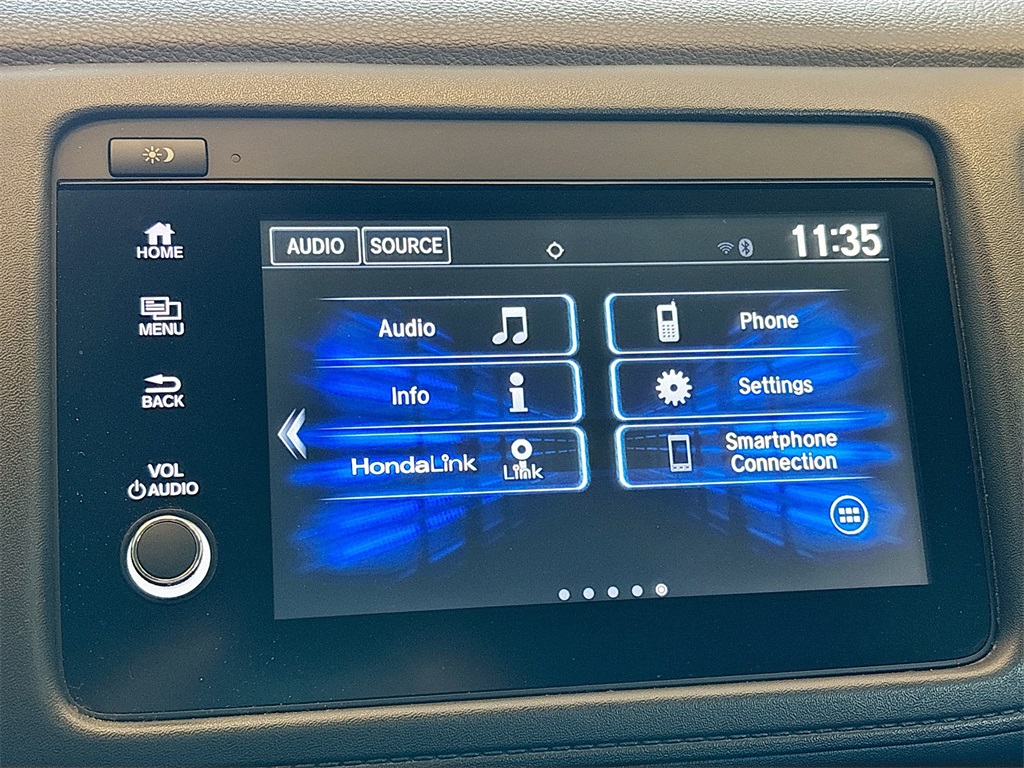 HOME
MENU
BACK
VOL
AUDIO
AUDIO SOURCE 11:35
Audio
Info
HondaLink Link
Phone
Settings
Smartphone
Connection